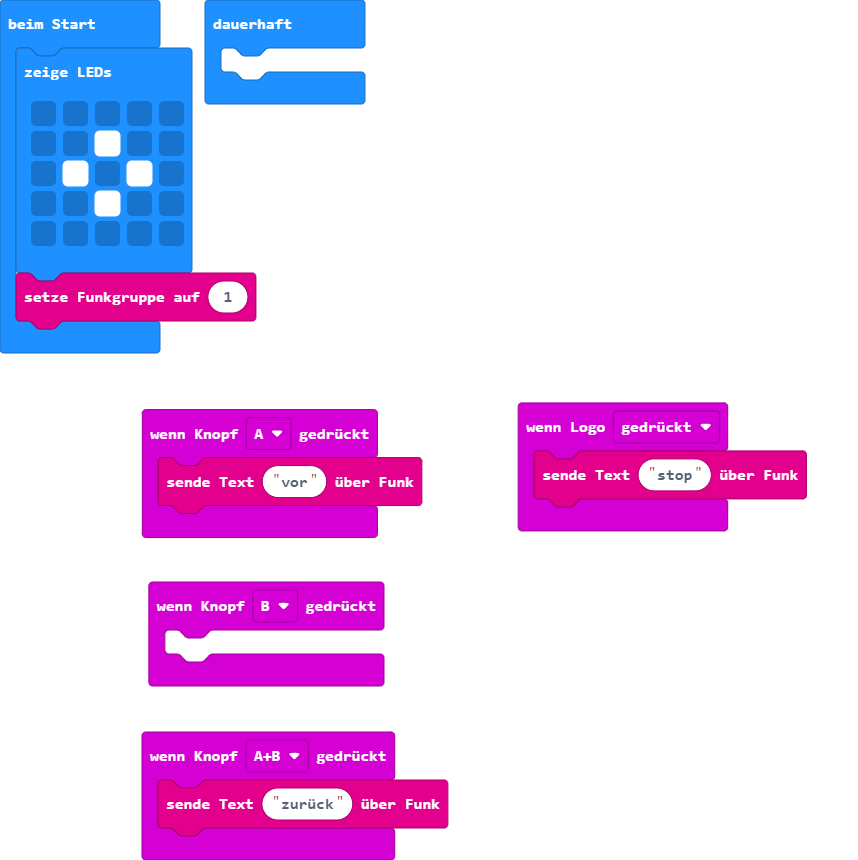 beim Start
zeige LEDs
setze Funkgruppe auf 1
dauerhaft
wenn Knopf A gedrückt
sende Text "vor" über Funk
wenn Logo gedrückt
sende Text "stop" über Funk
wenn Knopf B gedrückt
wenn Knopf A+B gedrückt
sende Text "zurück" über Funk